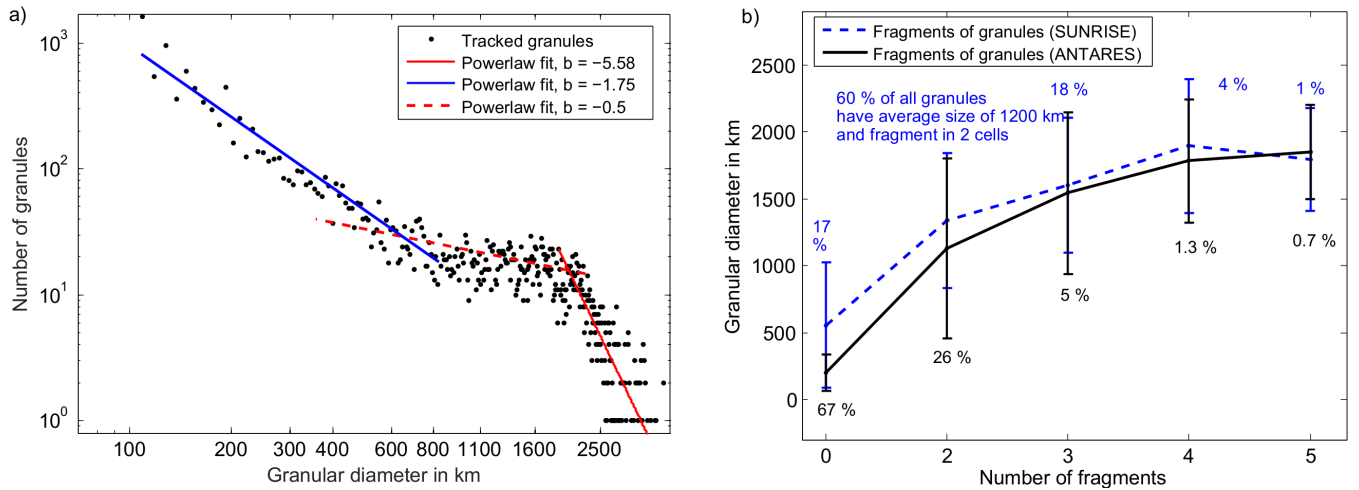 a)
Number of granules
10³
10²
10¹
10⁰
Tracked granules
Powerlaw fit, b = −5.58
Powerlaw fit, b = −1.75
Powerlaw fit, b = −0.5
100 200 300 400 600 800 1100 1600 2500
Granular diameter in km
b)
Granular diameter in km
2500
2000
1500
1000
500
0
Fragments of granules (SUNRISE)
Fragments of granules (ANTARES)
60 % of all granules
have average size of 1200 km
and fragment in 2 cells
18 %
4 %
1 %
17
%
67 %
26 %
5 %
1.3 %
0.7 %
0 2 3 4 5
Number of fragments